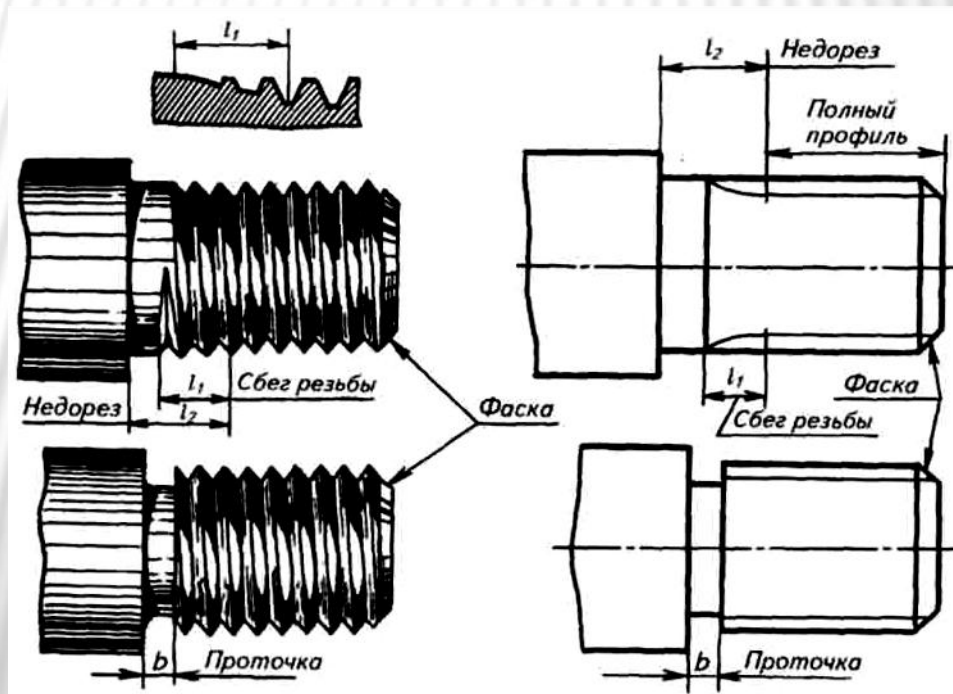 l₁
l₂
Недорез
Полный
профиль
l₁
Сбег резьбы
Недорез
l₂
Фаска
l₁
Сбег резьбы
Фаска
b
Проточка
b
Проточка